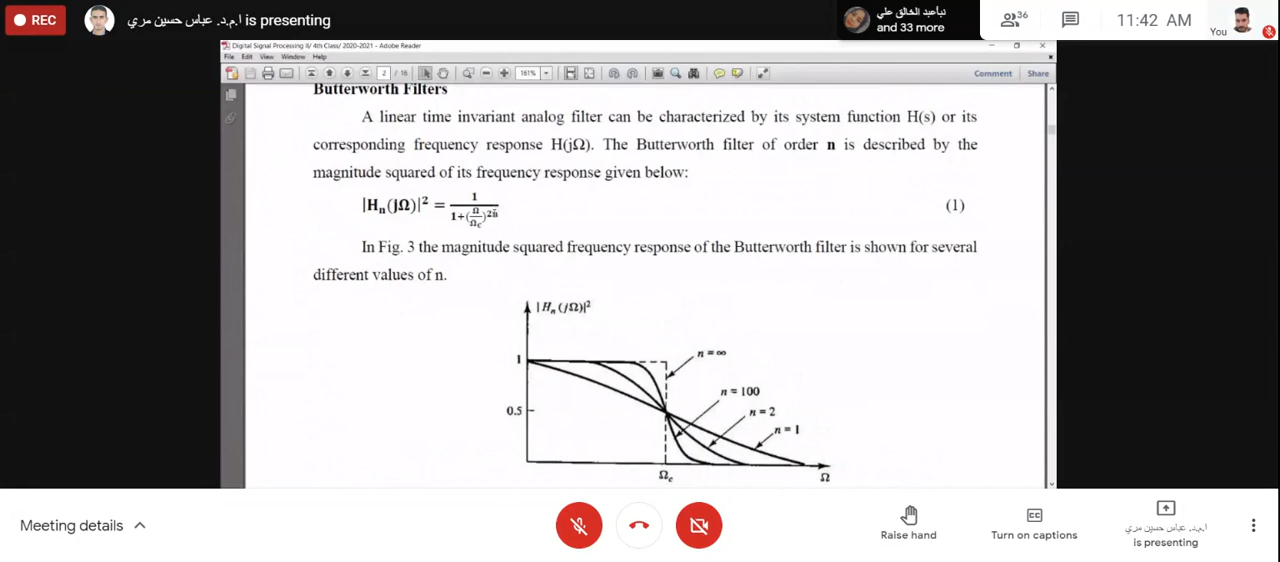 REC
ا.م.د. عباس حسين مري is presenting
نبأعبد الخالق علي
and 33 more
36
11:42 AM
You
Digital Signal Processing II/ 4th Class/ 2020-2021 - Adobe Reader
File Edit View Window Help
2 / 16
161%
Comment Share
Butterworth Filters
A linear time invariant analog filter can be characterized by its system function H(s) or its
corresponding frequency response H(jΩ). The Butterworth filter of order n is described by the
magnitude squared of its frequency response given below:
|Hn(jΩ)|² = 1 / (1+(Ω/Ωc)^2n) (1)
In Fig. 3 the magnitude squared frequency response of the Butterworth filter is shown for several
different values of n.
|Hn (jΩ)|²
1
n = ∞
n = 100
0.5
n = 2
n = 1
Ωc
Ω
Meeting details
Raise hand
Turn on captions
ا.م.د. عباس حسين مري
is presenting